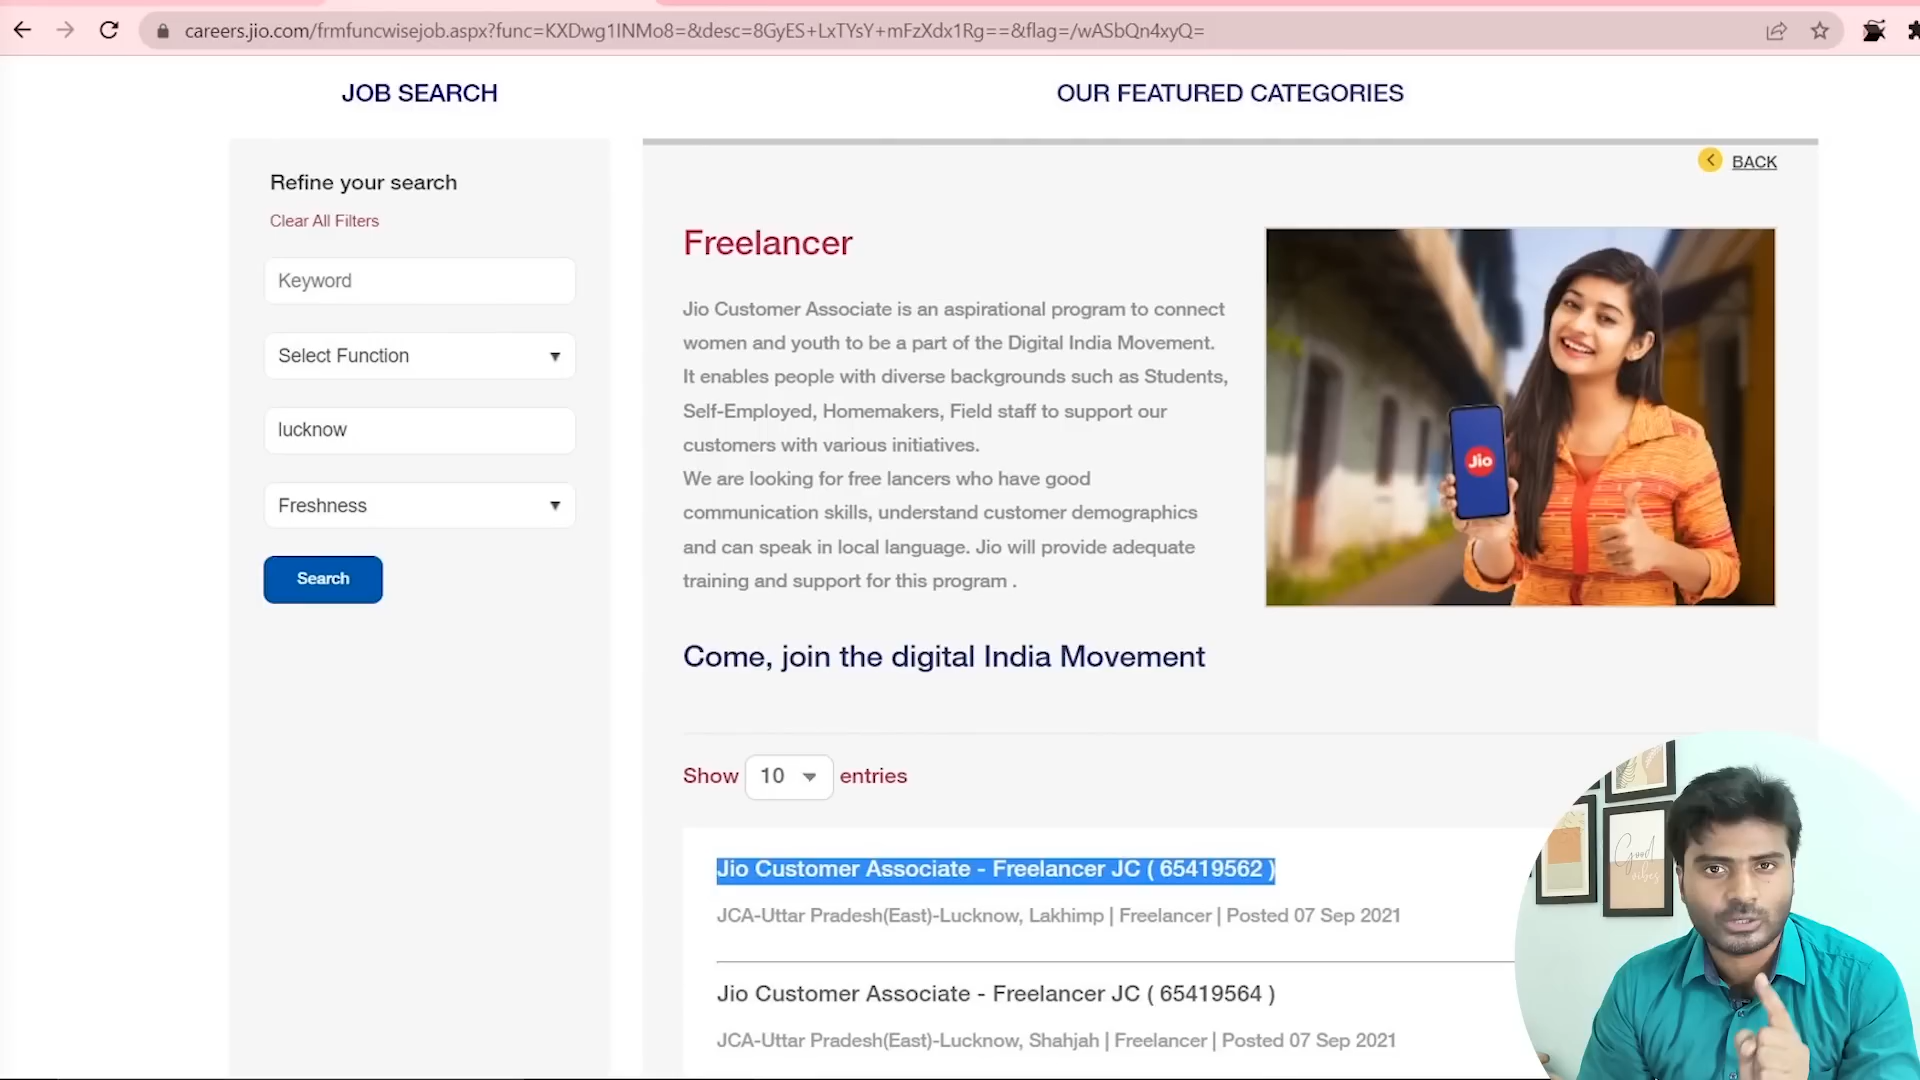 careers.jio.com/frmfuncwisejob.aspx?func=KXDwg1INMo8=&desc=8GyES+LxTYsY+mFzXdx1Rg==&flag=/wASbQn4xyQ=
JOB SEARCH
OUR FEATURED CATEGORIES
BACK
Refine your search
Clear All Filters
Keyword
Select Function
lucknow
Freshness
Search
Freelancer
Jio Customer Associate is an aspirational program to connect
women and youth to be a part of the Digital India Movement.
It enables people with diverse backgrounds such as Students,
Self-Employed, Homemakers, Field staff to support our
customers with various initiatives.
We are looking for free lancers who have good
communication skills, understand customer demographics
and can speak in local language. Jio will provide adequate
training and support for this program .
Jio
Come, join the digital India Movement
Show 10 entries
Jio Customer Associate - Freelancer JC ( 65419562 )
JCA-Uttar Pradesh(East)-Lucknow, Lakhimp | Freelancer | Posted 07 Sep 2021
Jio Customer Associate - Freelancer JC ( 65419564 )
JCA-Uttar Pradesh(East)-Lucknow, Shahjah | Freelancer | Posted 07 Sep 2021
Good
vibes